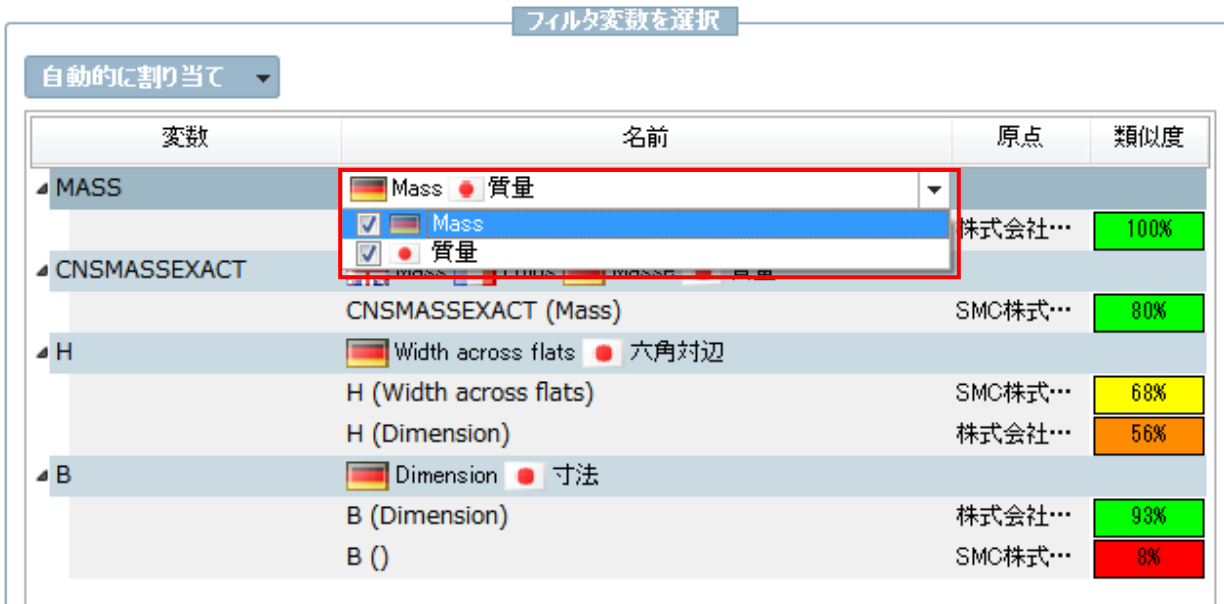 フィルタ変数を選択
自動的に割り当て
変数 名前 原点 類似度
MASS Mass 質量
Mass 株式会社… 100%
質量
CNSMASSEXACT
CNSMASSEXACT (Mass) SMC株式… 80%
H Width across flats 六角対辺
H (Width across flats) SMC株式… 68%
H (Dimension) 株式会社… 56%
B Dimension 寸法
B (Dimension) 株式会社… 93%
B () SMC株式… 8%